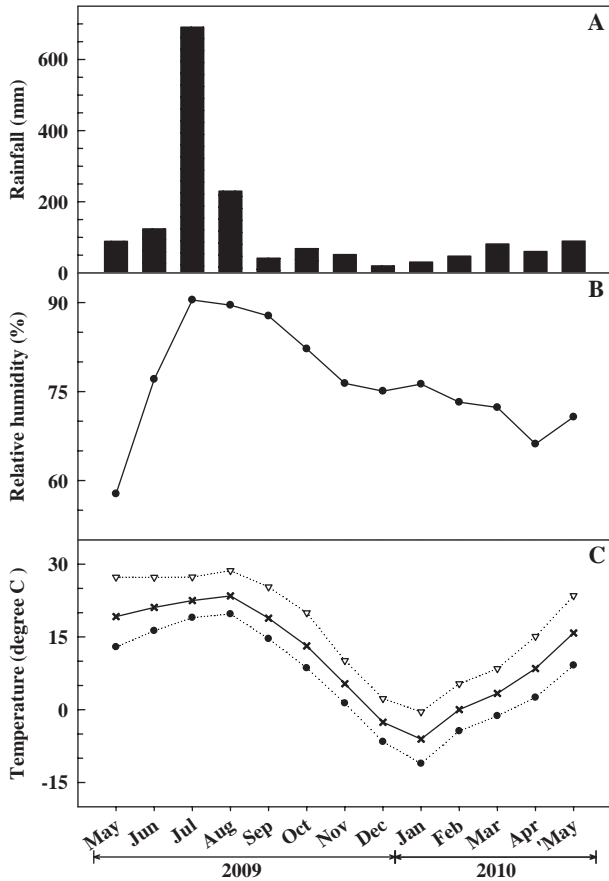 A
Rainfall (mm)
600
400
200
0
B
Relative humidity (%)
90
75
60
C
Temperature (degree C )
30
15
0
-15
May Jun Jul Aug Sep Oct Nov Dec Jan Feb Mar Apr 'May
2009 2010